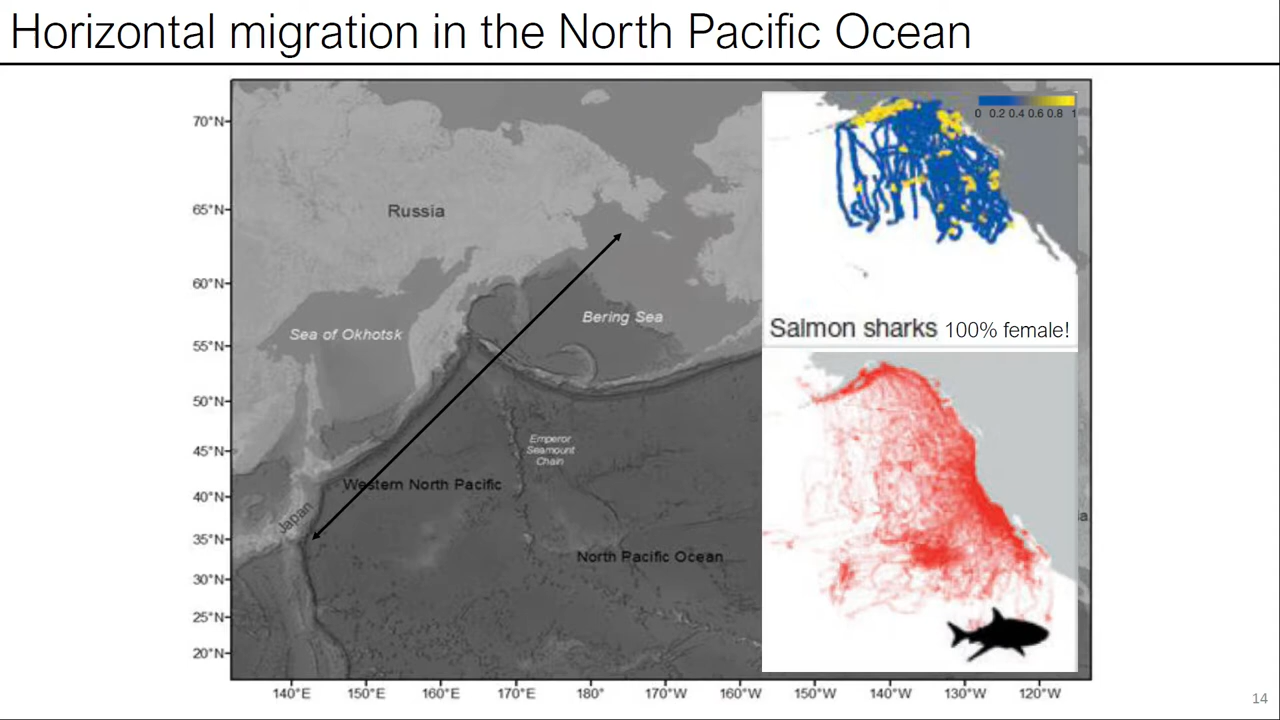 Horizontal migration in the North Pacific Ocean
70°N
65°N
60°N
55°N
50°N
45°N
40°N
35°N
30°N
25°N
20°N
Russia
Sea of Okhotsk
Bering Sea
Emperor
Seamount
Chain
Western North Pacific
Japan
North Pacific Ocean
0 0.2 0.4 0.6 0.8 1
Salmon sharks 100% female!
140°E 150°E 160°E 170°E 180° 170°W 160°W 150°W 140°W 130°W 120°W
14